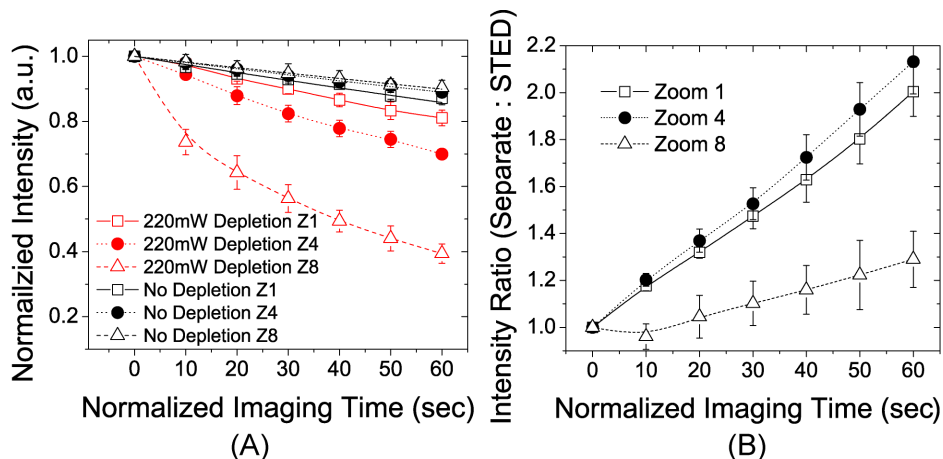 Normailzied Intensity (a.u.)
1.0
0.8
0.6
0.4
0.2
220mW Depletion Z1
220mW Depletion Z4
220mW Depletion Z8
No Depletion Z1
No Depletion Z4
No Depletion Z8
0 10 20 30 40 50 60
Normalized Imaging Time (sec)
(A)
Intensity Ratio (Separate : STED)
2.2
2.0
1.8
1.6
1.4
1.2
1.0
Zoom 1
Zoom 4
Zoom 8
0 10 20 30 40 50 60
Normalized Imaging Time (sec)
(B)